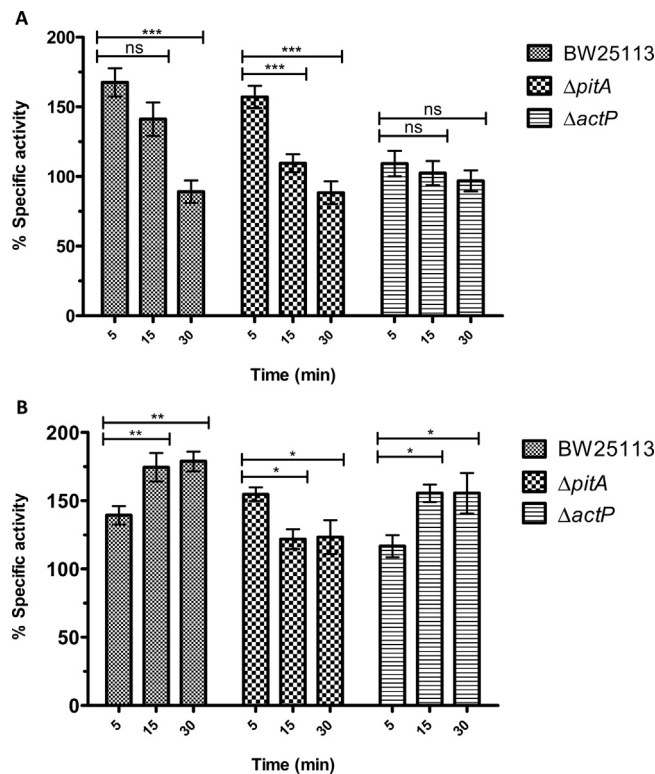 A
200
150
100
50
0
% Specific activity
***
ns
***
***
ns
ns
5 15 30 5 15 30 5 15 30
Time (min)
BW25113
ΔpitA
ΔactP
B
200
150
100
50
0
% Specific activity
**
**
*
*
*
*
5 15 30 5 15 30 5 15 30
Time (min)
BW25113
ΔpitA
ΔactP